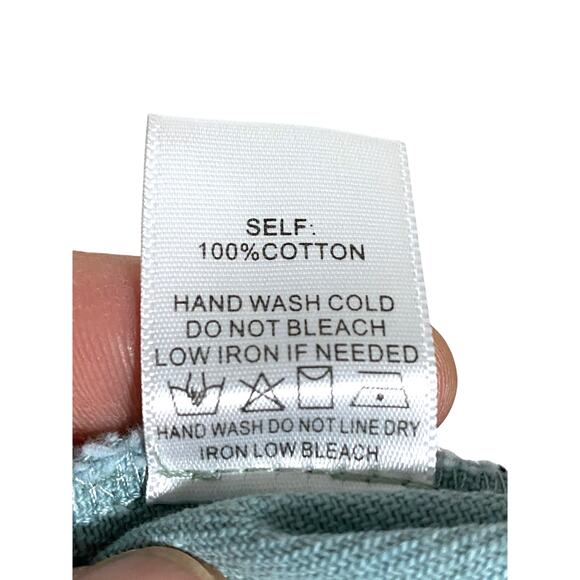 SELF:
100%COTTON
HAND WASH COLD
DO NOT BLEACH
LOW IRON IF NEEDED
HAND WASH DO NOT LINE DRY
IRON LOW BLEACH